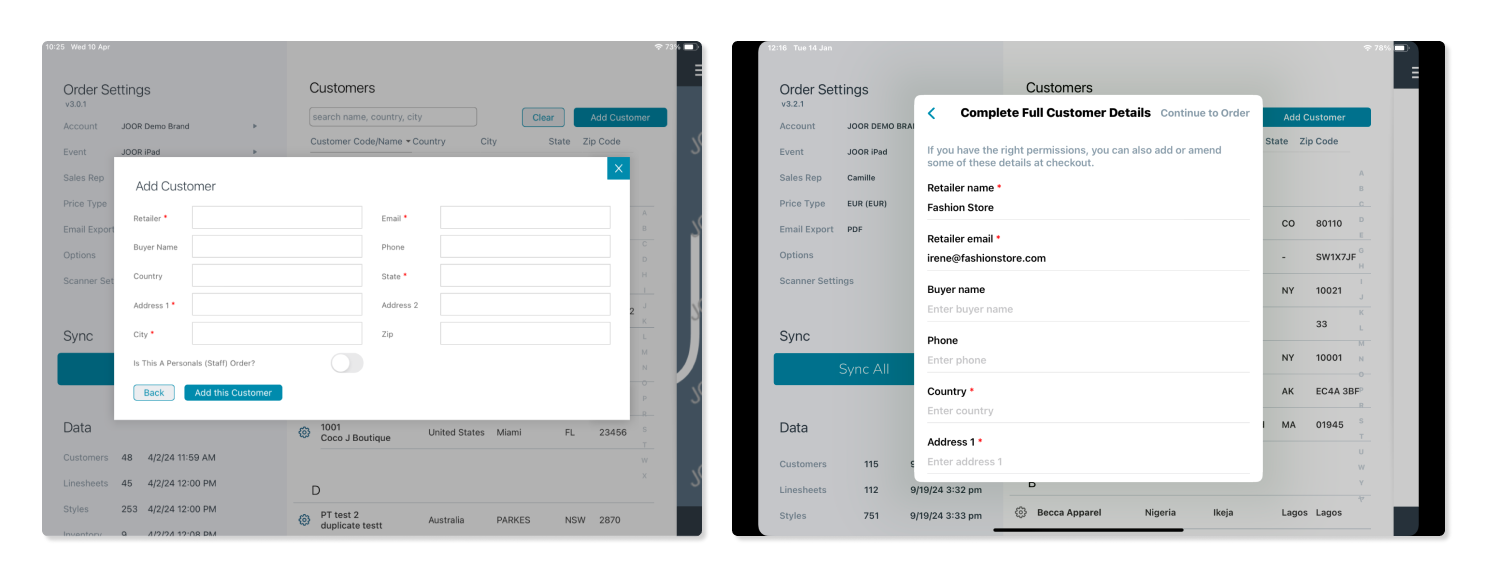 10:25 Wed 10 Apr
73%
Order Settings
v3.0.1
Account JOOR Demo Brand
Event JOOR iPad
Sales Rep
Price Type
Email Export
Options
Scanner Set
Sync
Data
Customers 48 4/2/24 11:59 AM
Linesheets 45 4/2/24 12:00 PM
Styles 253 4/2/24 12:00 PM
Inventory 9 4/2/24 12:08 PM
Customers
search name, country, city
Clear
Add Customer
Customer Code/Name Country City State Zip Code
Add Customer
X
Retailer *
Email *
Buyer Name
Phone
Country
State *
Address 1 *
Address 2
City *
Zip
Is This A Personals (Staff) Order?
Back
Add this Customer
2
1001
Coco J Boutique United States Miami FL 23456
D
PT test 2
duplicate testt Australia PARKES NSW 2870
A
B
C
D
H
I
J
K
L
M
N
O
P
R
S
T
W
X
12:16 Tue 14 Jan
78%
Order Settings
v3.2.1
Account JOOR DEMO BRA
Event JOOR iPad
Sales Rep Camille
Price Type EUR (EUR)
Email Export PDF
Options
Scanner Settings
Sync
Sync All
Data
Customers 115 9
Linesheets 112 9/19/24 3:32 pm
Styles 751 9/19/24 3:33 pm
Customers
Add Customer
State Zip Code
Complete Full Customer Details
Continue to Order
If you have the right permissions, you can also add or amend
some of these details at checkout.
Retailer name *
Fashion Store
Retailer email *
irene@fashionstore.com
Buyer name
Enter buyer name
Phone
Enter phone
Country *
Enter country
Address 1 *
Enter address 1
CO 80110
- SW1X7JF
NY 10021
33
NY 10001
AK EC4A 3BF
MA 01945
B
Becca Apparel Nigeria Ikeja Lagos Lagos
A
B
C
D
E
G
H
I
J
K
L
M
N
O
P
R
S
T
U
W
Y